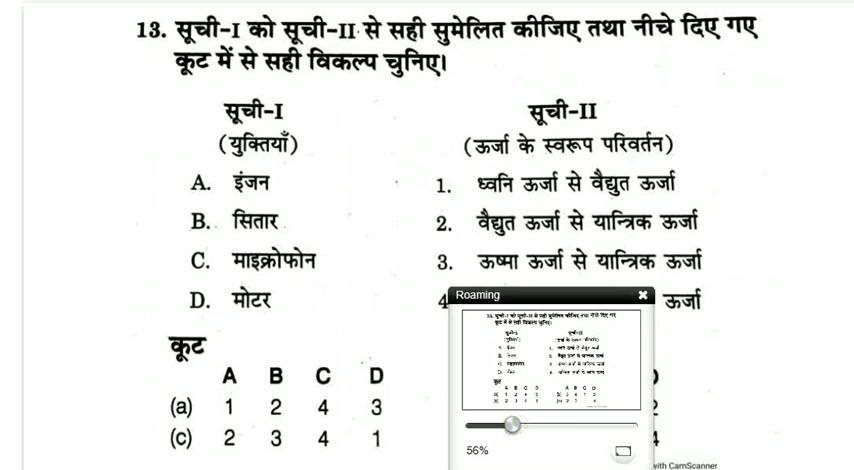 13. सूची-I को सूची-II से सही सुमेलित कीजिए तथा नीचे दिए गए
कूट में से सही विकल्प चुनिए।
सूची-I सूची-II
(युक्तियाँ) (ऊर्जा के स्वरूप परिवर्तन)
A. इंजन 1. ध्वनि ऊर्जा से वैद्युत ऊर्जा
B. सितार 2. वैद्युत ऊर्जा से यान्त्रिक ऊर्जा
C. माइक्रोफोन 3. ऊष्मा ऊर्जा से यान्त्रिक ऊर्जा
D. मोटर 4 ऊर्जा
Roaming
कूट
A B C D
(a) 1 2 4 3
(c) 2 3 4 1
56%
with CamScanner